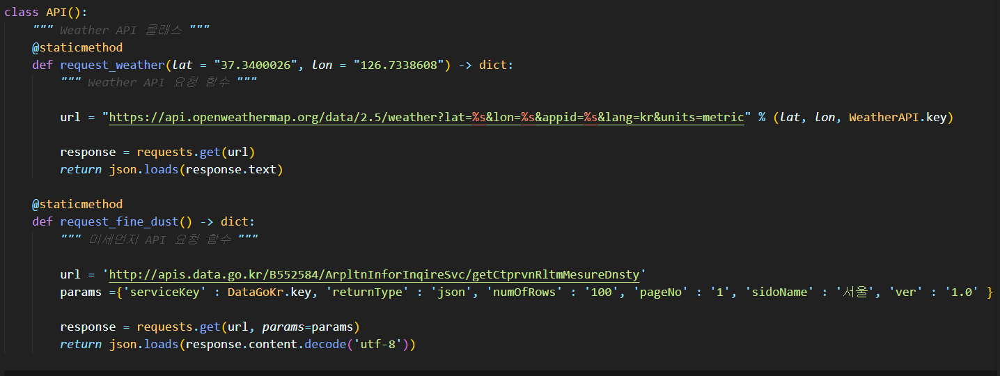 class API():
    """ Weather API 클래스 """
    @staticmethod
    def request_weather(lat = "37.3400026", lon = "126.7338608") -> dict:
        """ Weather API 요청 함수 """
        url = "https://api.openweathermap.org/data/2.5/weather?lat=%s&lon=%s&appid=%s&lang=kr&units=metric" % (lat, lon, WeatherAPI.key)
        response = requests.get(url)
        return json.loads(response.text)
    @staticmethod
    def request_fine_dust() -> dict:
        """ 미세먼지 API 요청 함수 """
        url = 'http://apis.data.go.kr/B552584/ArpltnInforInqireSvc/getCtprvnRltmMesureDnsty'
        params ={'serviceKey' : DataGoKr.key, 'returnType' : 'json', 'numOfRows' : '100', 'pageNo' : '1', 'sidoName' : '서울', 'ver' : '1.0' }
        response = requests.get(url, params=params)
        return json.loads(response.content.decode('utf-8'))